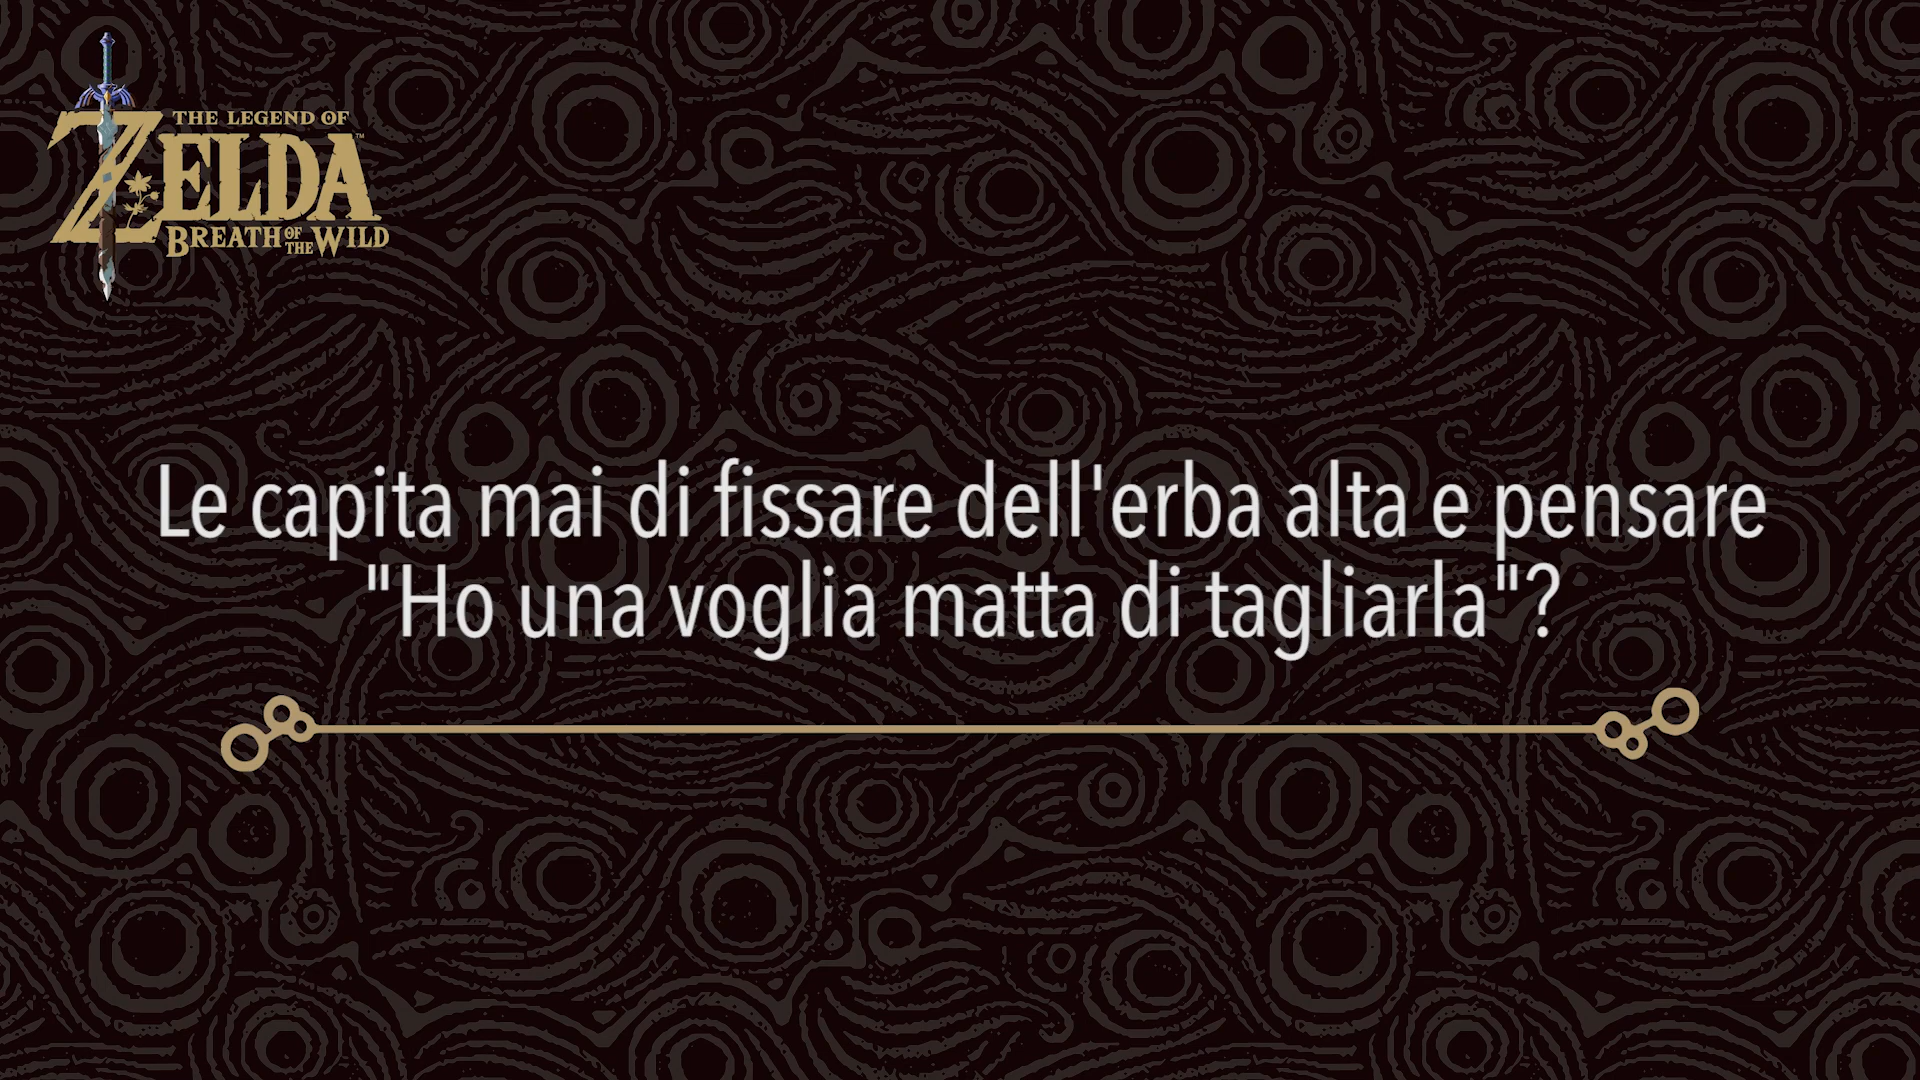 THE LEGEND OF
ZELDA™
BREATH OF THE WILD
Le capita mai di fissare dell'erba alta e pensare
"Ho una voglia matta di tagliarla"?